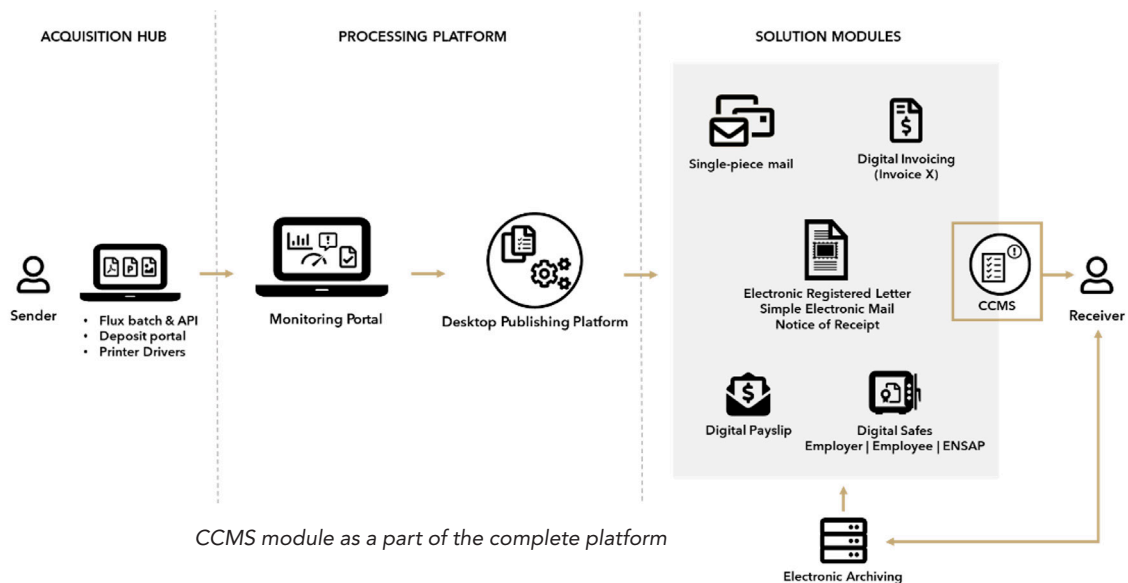 ACQUISITION HUB
PROCESSING PLATFORM
SOLUTION MODULES
Single-piece mail
Digital Invoicing
(Invoice X)
Sender
• Flux batch & API
• Deposit portal
• Printer Drivers
Monitoring Portal
Desktop Publishing Platform
Electronic Registered Letter
Simple Electronic Mail
Notice of Receipt
CCMS
Receiver
Digital Payslip
Digital Safes
Employer | Employee | ENSAP
CCMS module as a part of the complete platform
Electronic Archiving